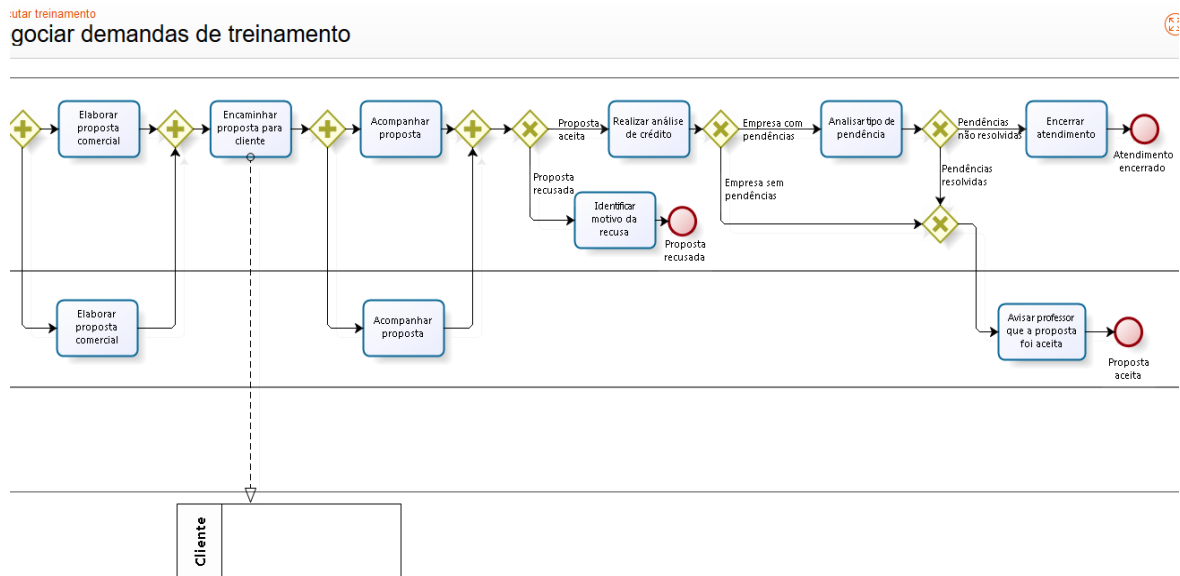 cutar treinamento
gociar demandas de treinamento
Elaborar
proposta
comercial
Encaminhar
proposta para
cliente
Acompanhar
proposta
Proposta
aceita
Realizar análise
de crédito
Empresa com
pendências
Analisar tipo de
pendência
Pendências
não resolvidas
Encerrar
atendimento
Atendimento
encerrado
Proposta
recusada
Identificar
motivo da
recusa
Proposta
recusada
Empresa sem
pendências
Pendências
resolvidas
Elaborar
proposta
comercial
Acompanhar
proposta
Avisar professor
que a proposta
foi aceita
Proposta
aceita
Cliente